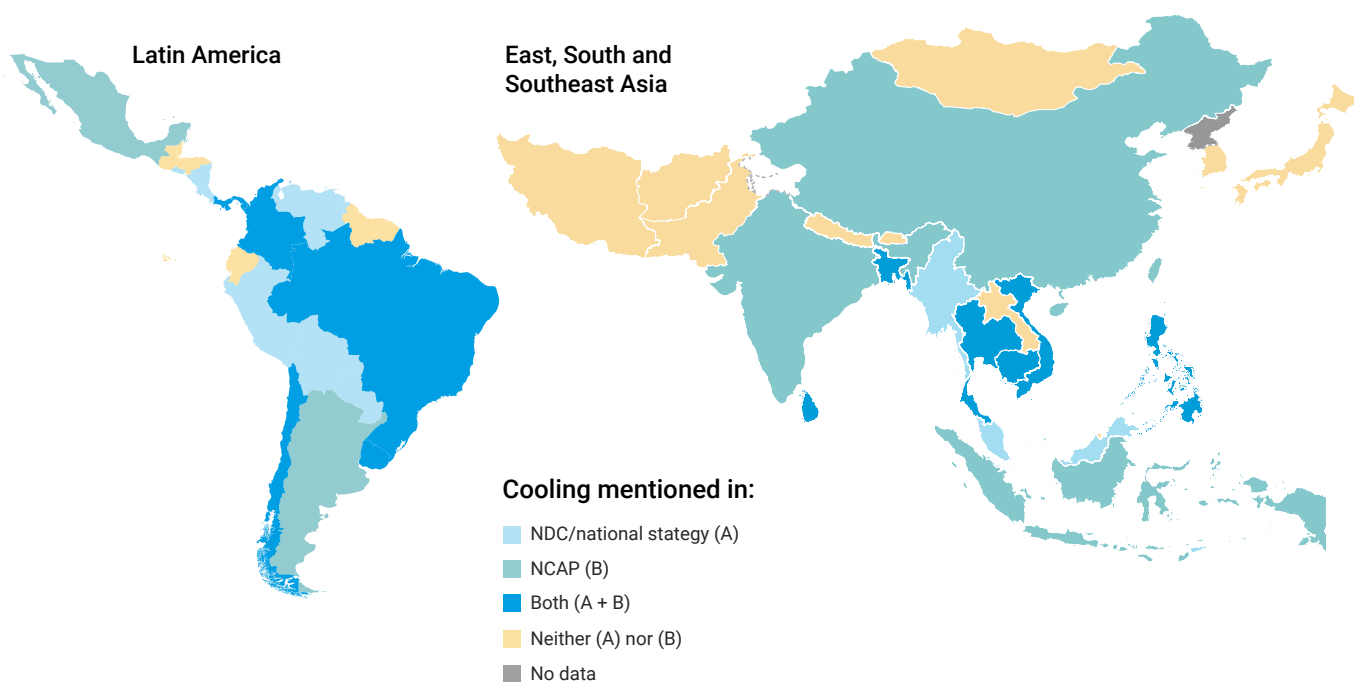 Latin America
East, South and
Southeast Asia
Cooling mentioned in:
NDC/national stategy (A)
NCAP (B)
Both (A + B)
Neither (A) nor (B)
No data